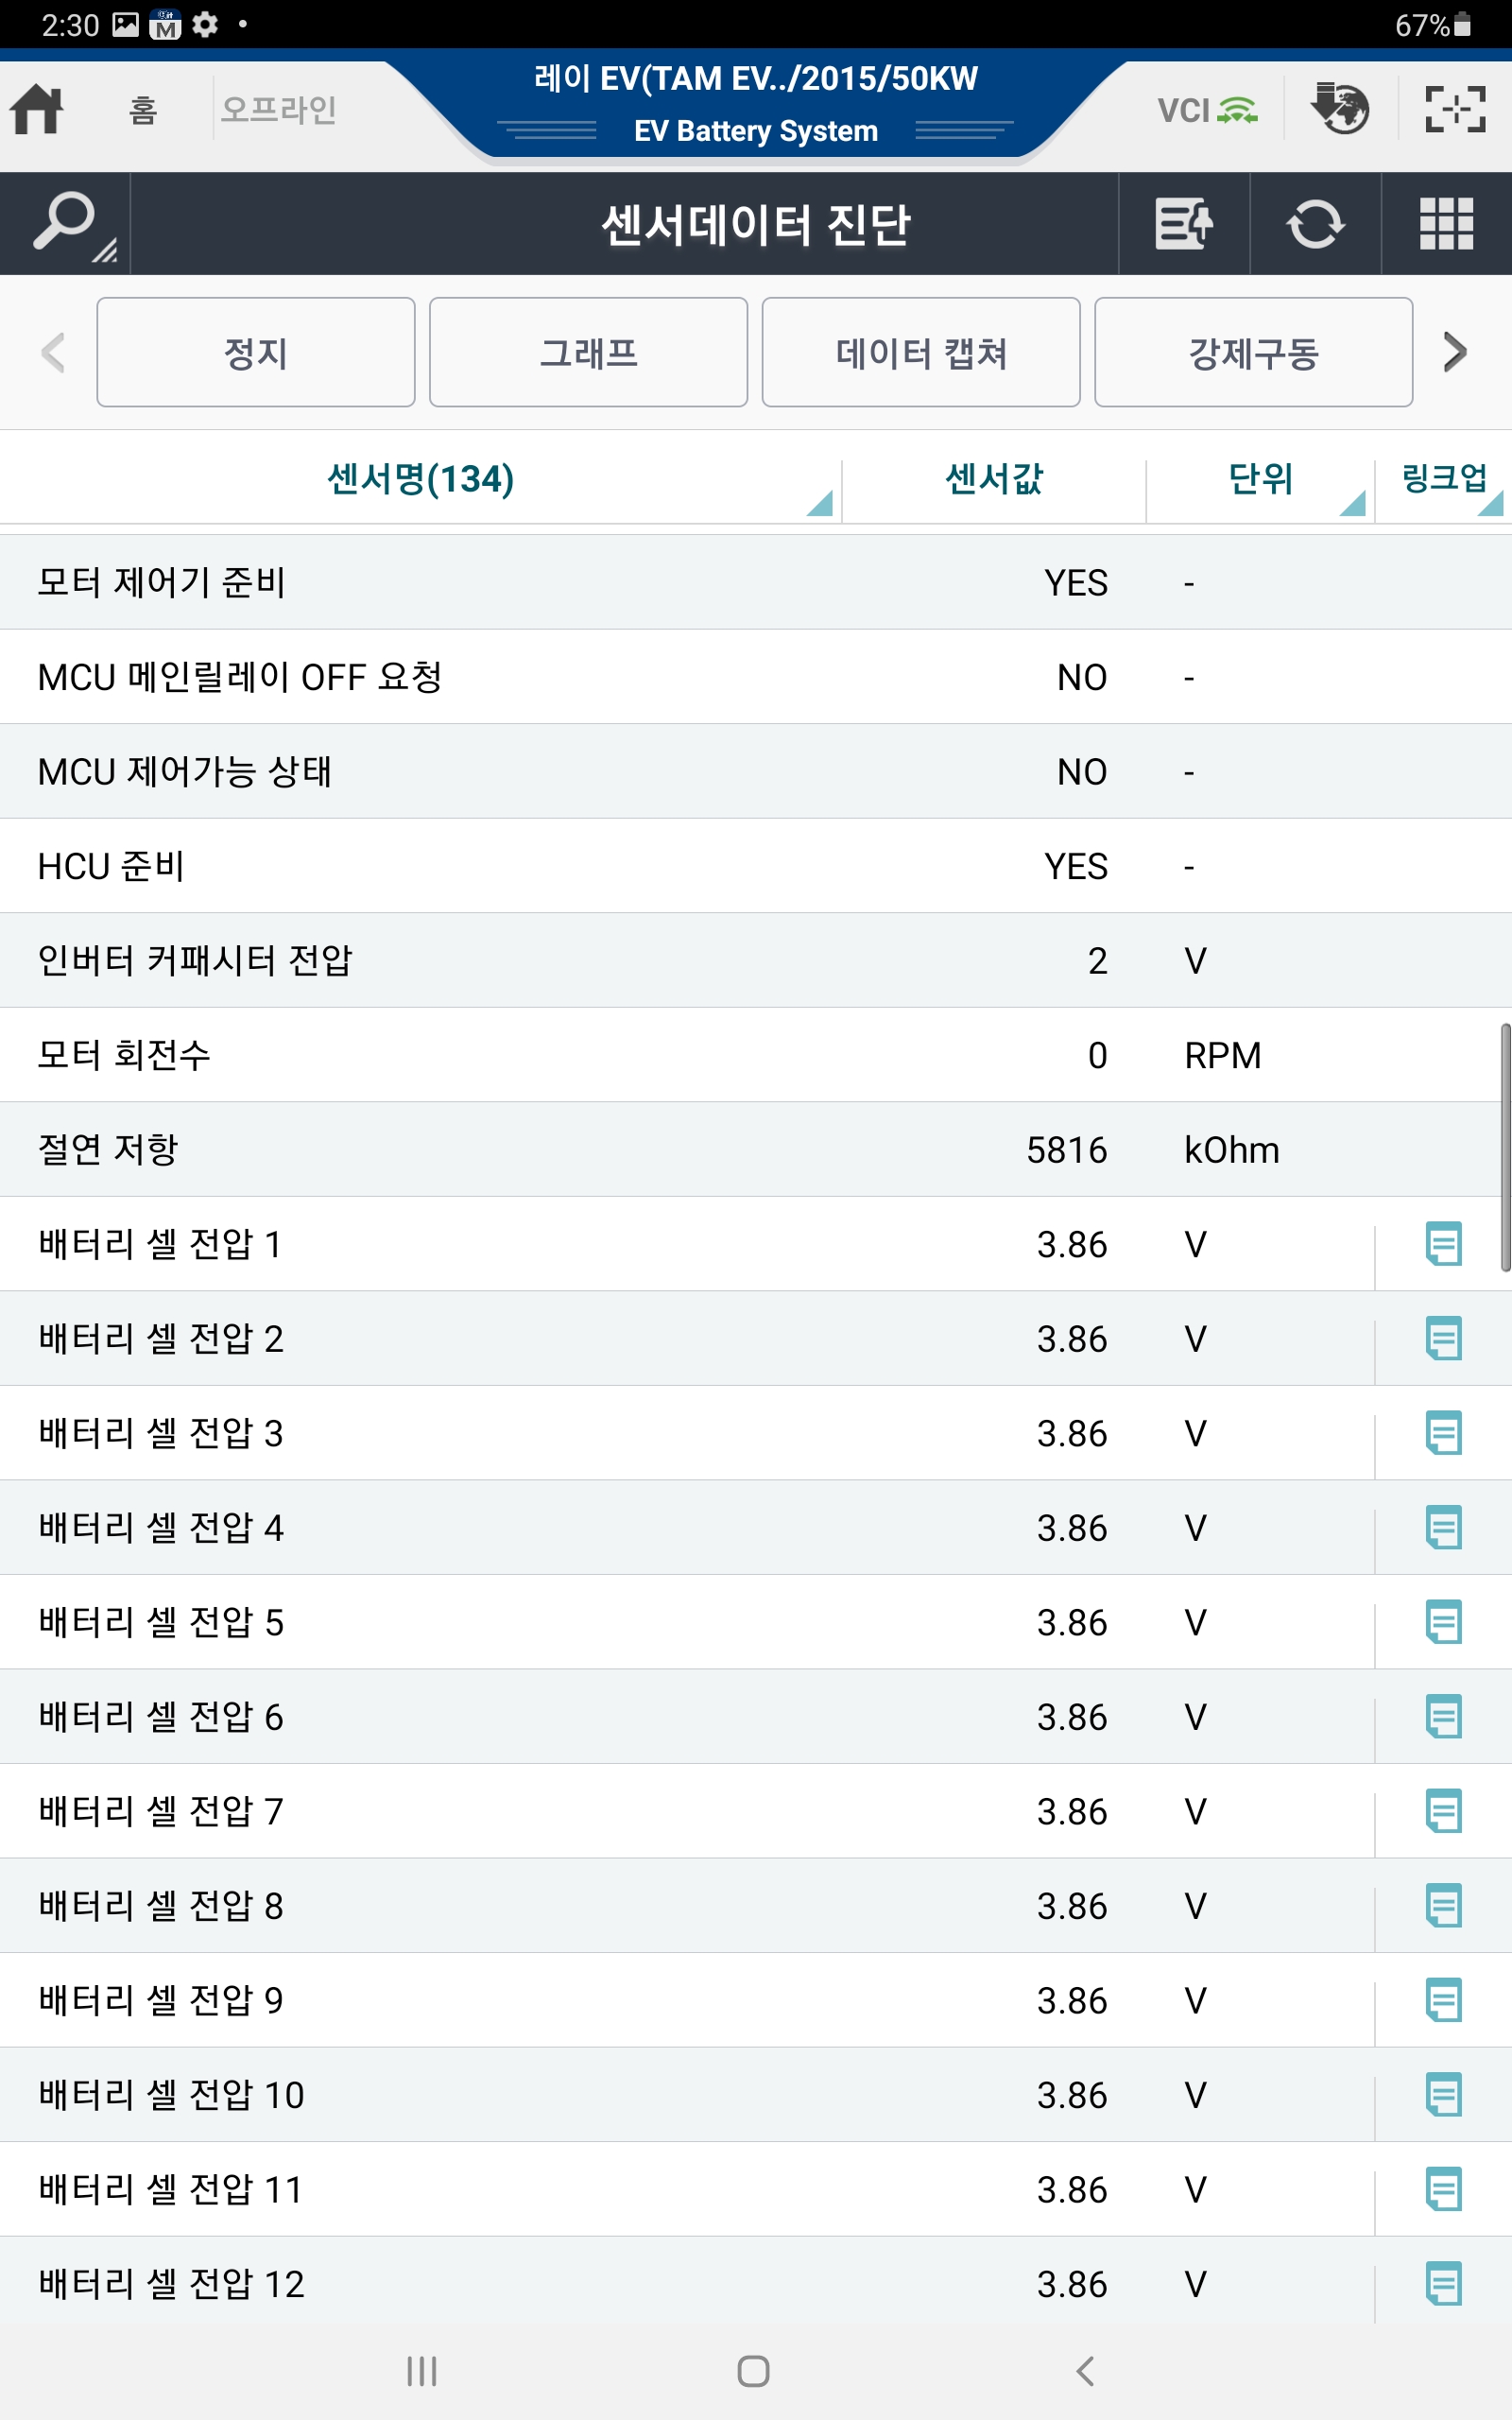 2:30
67%
홈
오프라인
레이 EV(TAM EV../2015/50KW
EV Battery System
VCI
센서데이터 진단
정지
그래프
데이터 캡쳐
강제구동
센서명(134) 센서값 단위 링크업
모터 제어기 준비 YES -
MCU 메인릴레이 OFF 요청 NO -
MCU 제어가능 상태 NO -
HCU 준비 YES -
인버터 커패시터 전압 2 V
모터 회전수 0 RPM
절연 저항 5816 kOhm
배터리 셀 전압 1 3.86 V
배터리 셀 전압 2 3.86 V
배터리 셀 전압 3 3.86 V
배터리 셀 전압 4 3.86 V
배터리 셀 전압 5 3.86 V
배터리 셀 전압 6 3.86 V
배터리 셀 전압 7 3.86 V
배터리 셀 전압 8 3.86 V
배터리 셀 전압 9 3.86 V
배터리 셀 전압 10 3.86 V
배터리 셀 전압 11 3.86 V
배터리 셀 전압 12 3.86 V